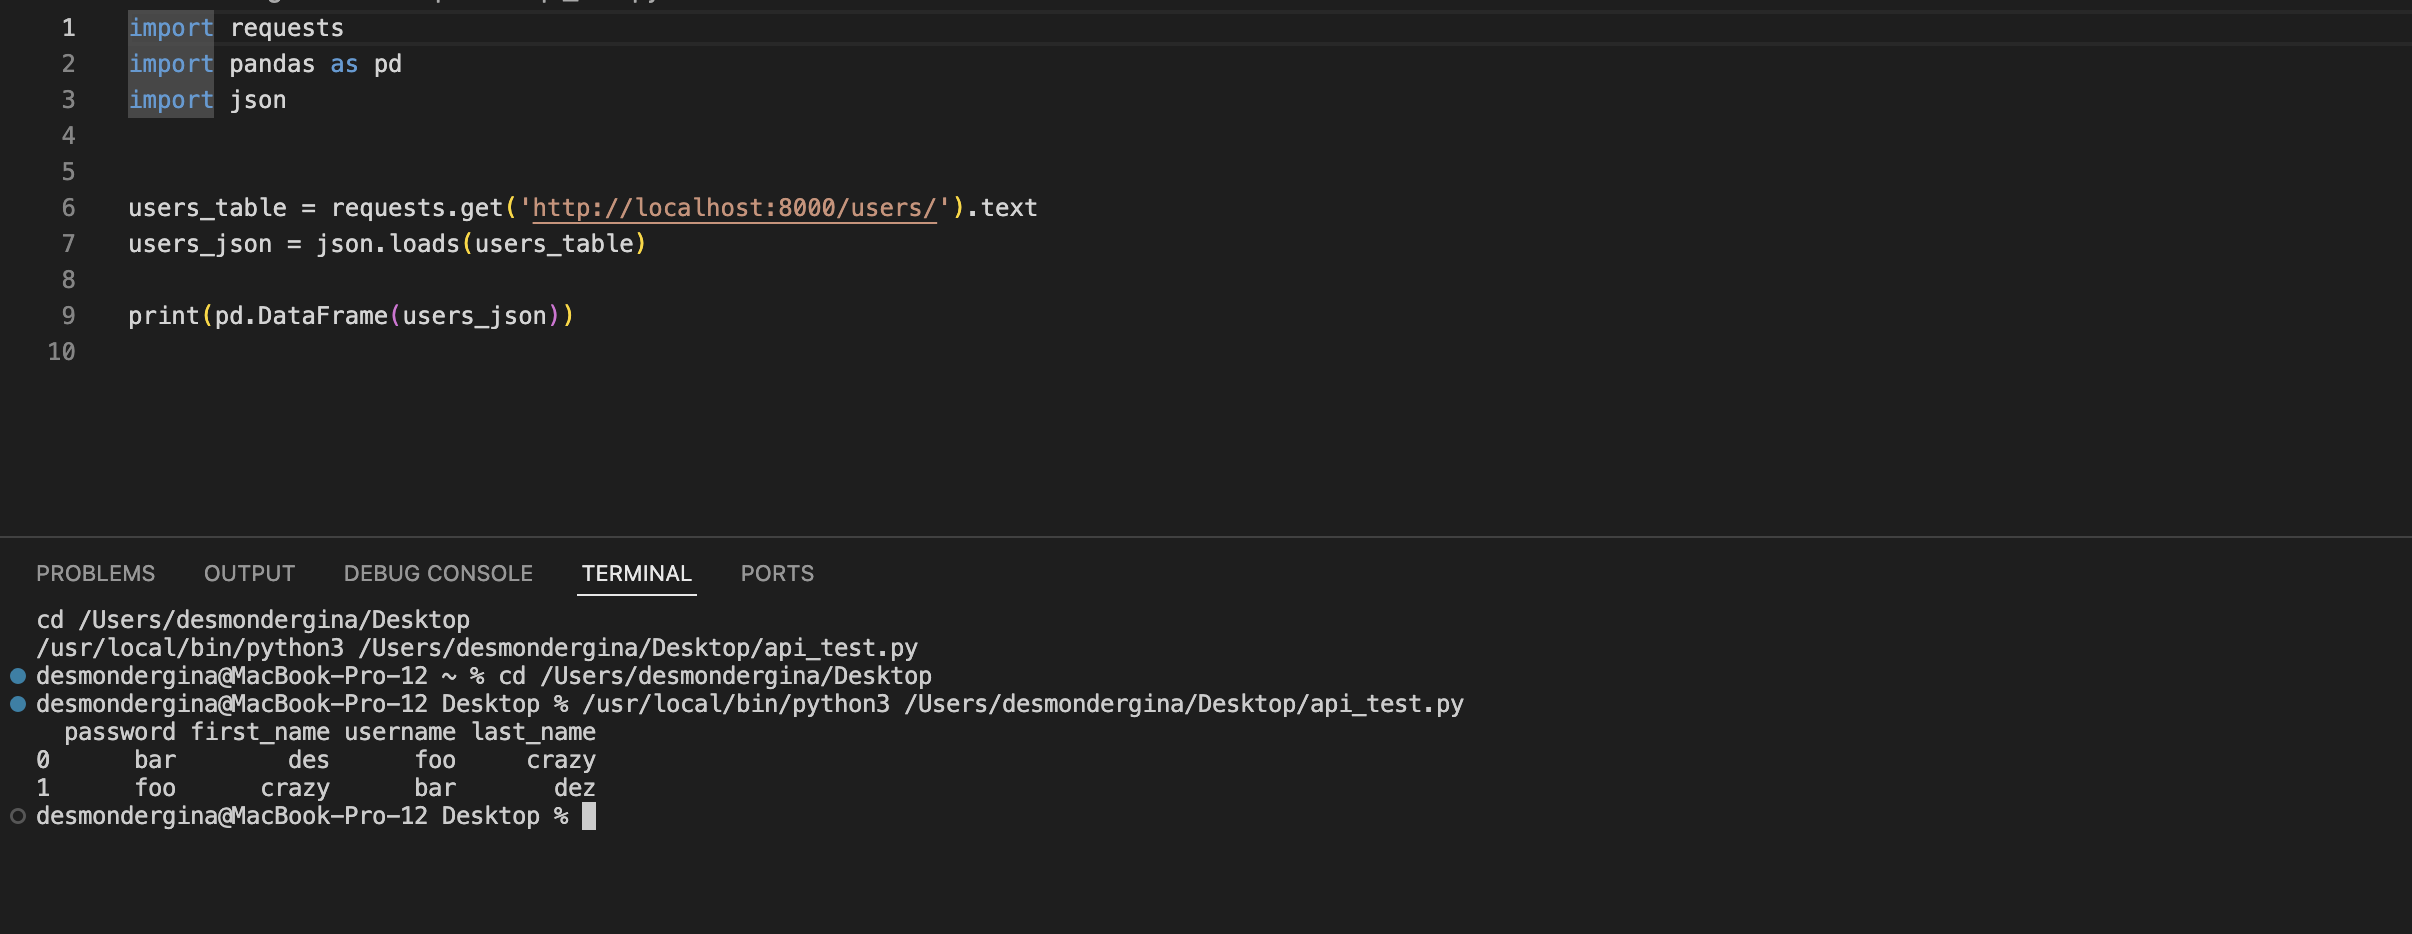 1 import requests
2 import pandas as pd
3 import json
4
5
6 users_table = requests.get('http://localhost:8000/users/').text
7 users_json = json.loads(users_table)
8
9 print(pd.DataFrame(users_json))
10
PROBLEMS OUTPUT DEBUG CONSOLE TERMINAL PORTS
cd /Users/desmondergina/Desktop
/usr/local/bin/python3 /Users/desmondergina/Desktop/api_test.py
desmondergina@MacBook-Pro-12 ~ % cd /Users/desmondergina/Desktop
desmondergina@MacBook-Pro-12 Desktop % /usr/local/bin/python3 /Users/desmondergina/Desktop/api_test.py
  password first_name username last_name
0      bar        des      foo     crazy
1      foo      crazy      bar       dez
desmondergina@MacBook-Pro-12 Desktop %